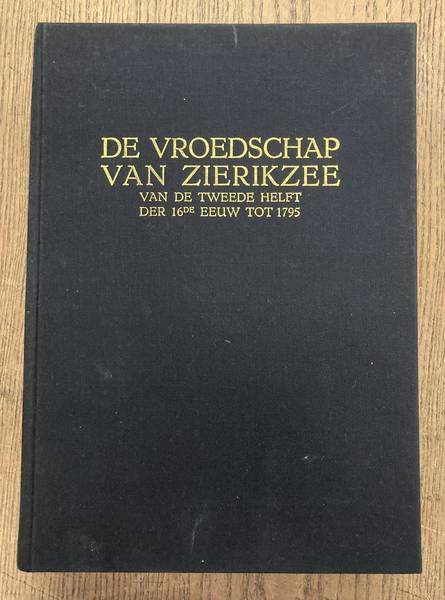 DE VROEDSCHAP
VAN ZIERIKZEE
VAN DE TWEEDE HELFT
DER 16DE EEUW TOT 1795